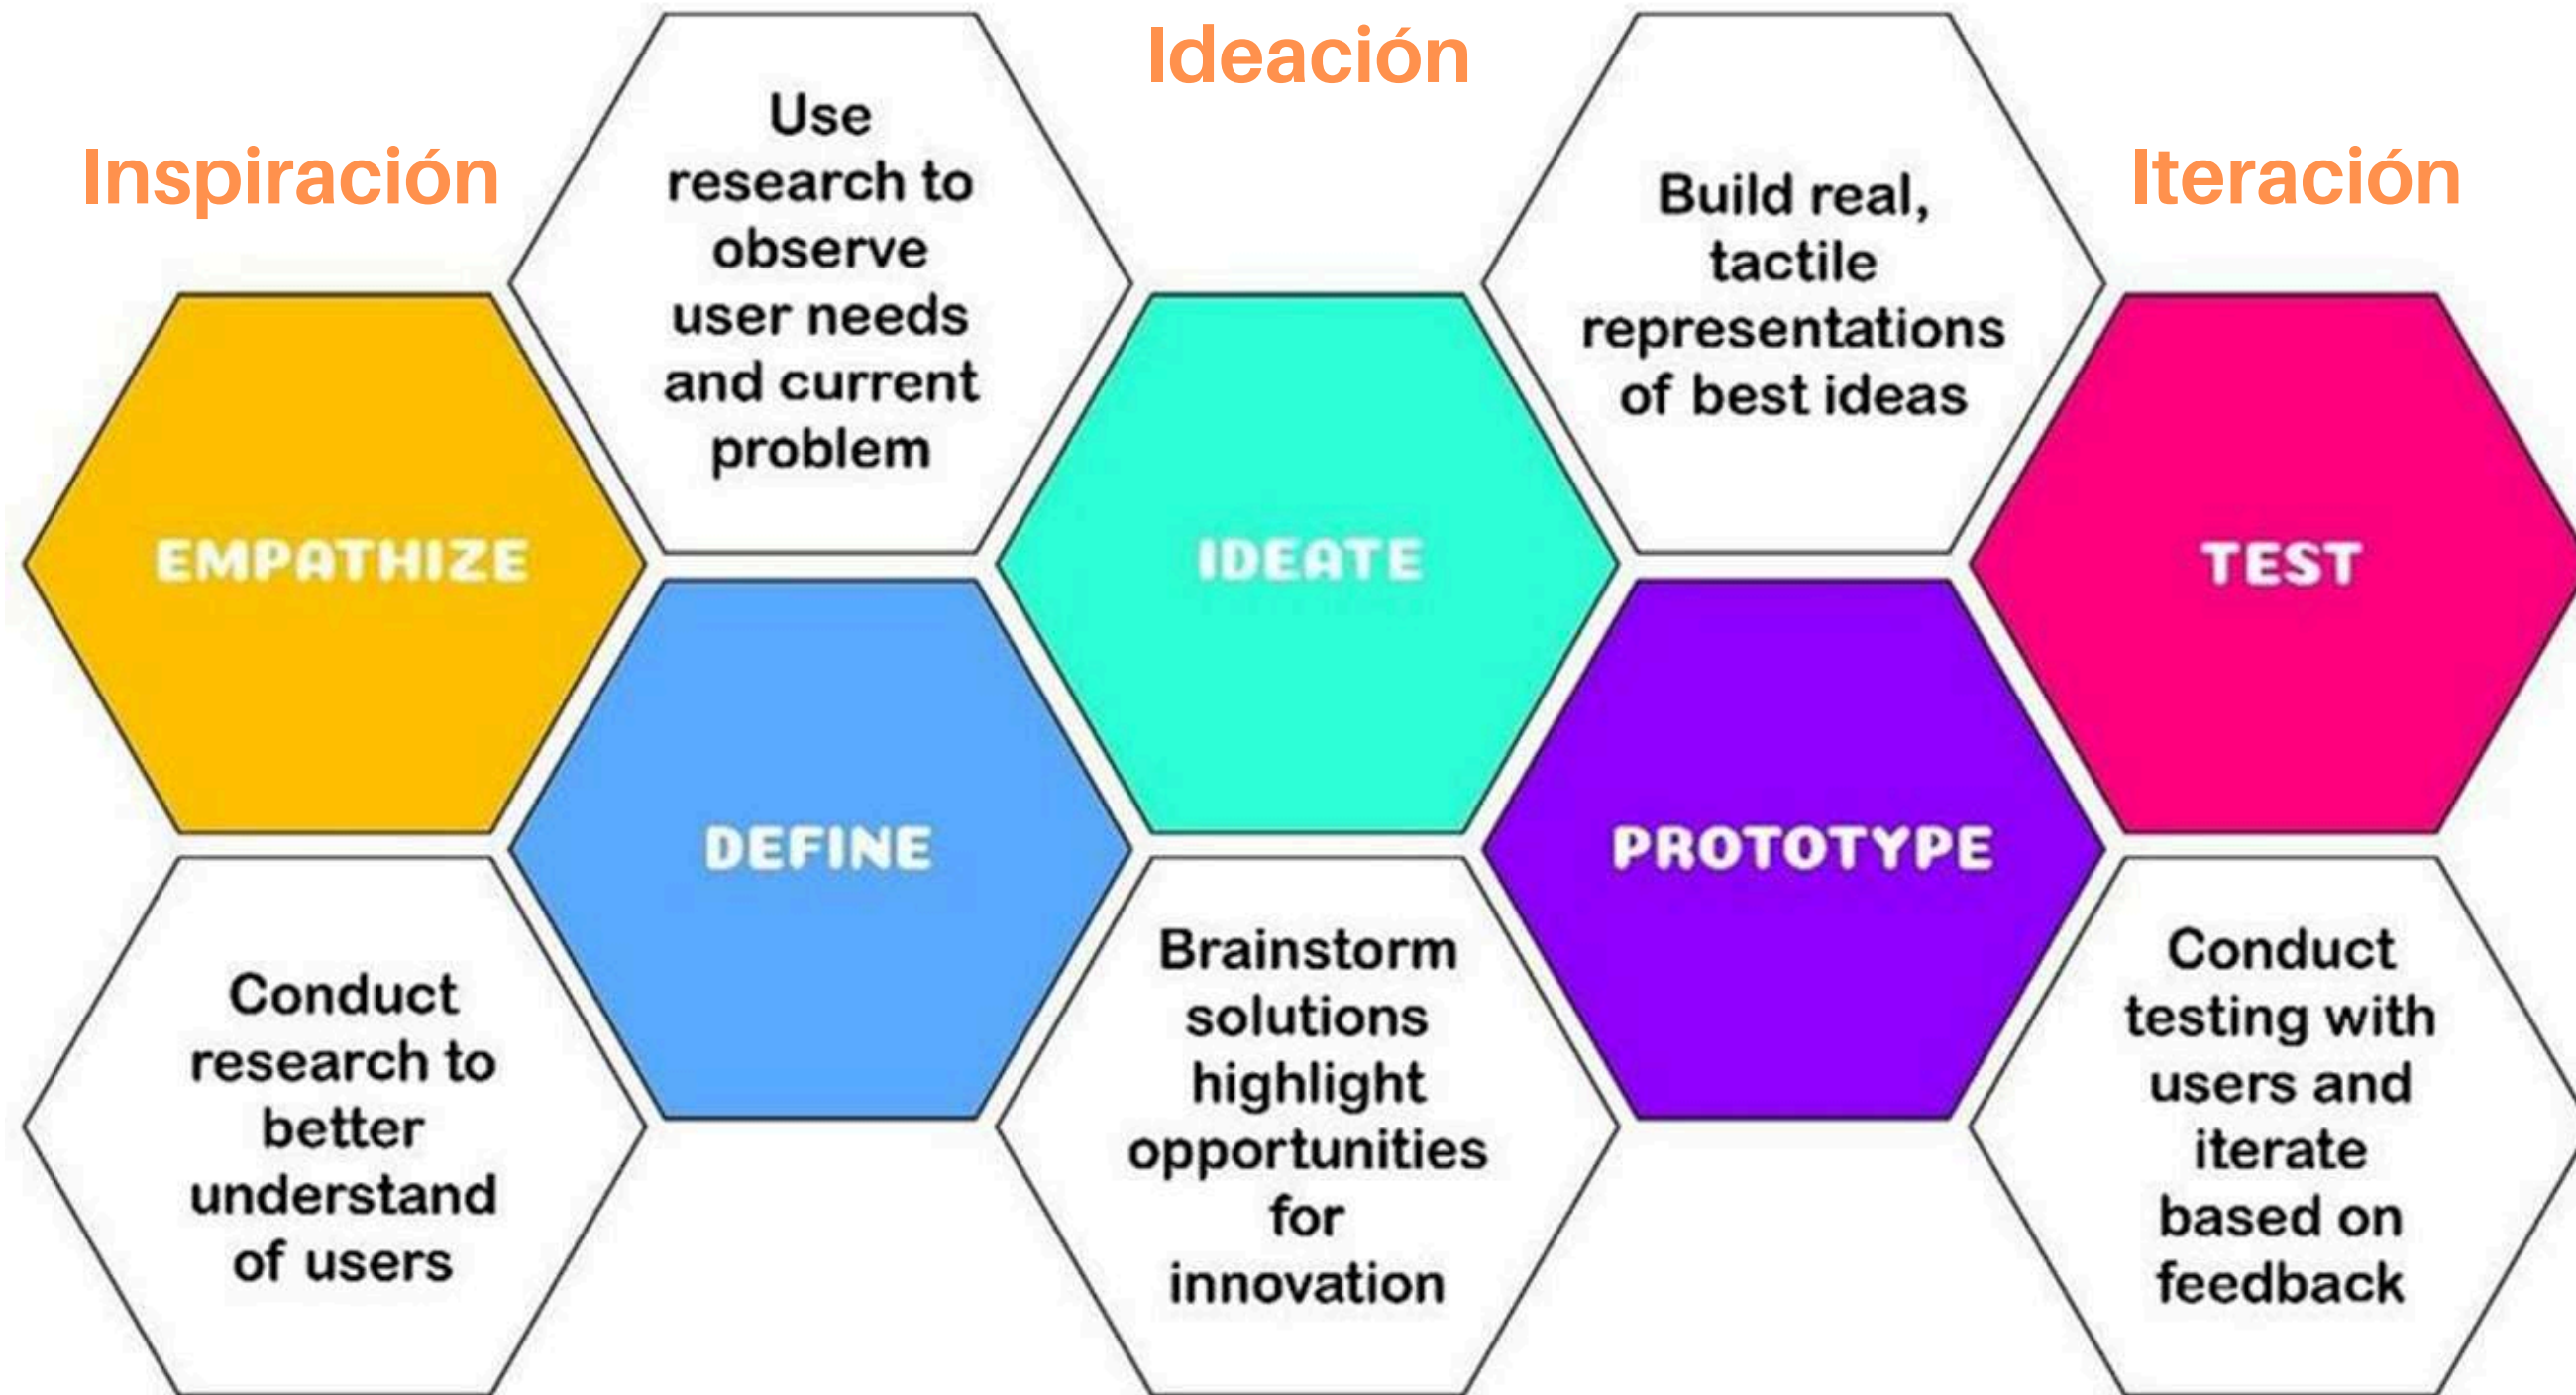 Inspiración
Ideación
Iteración
EMPATHIZE
Conduct
research to
better
understand
of users
Use
research to
observe
user needs
and current
problem
DEFINE
IDEATE
Brainstorm
solutions
highlight
opportunities
for
innovation
Build real,
tactile
representations
of best ideas
PROTOTYPE
TEST
Conduct
testing with
users and
iterate
based on
feedback